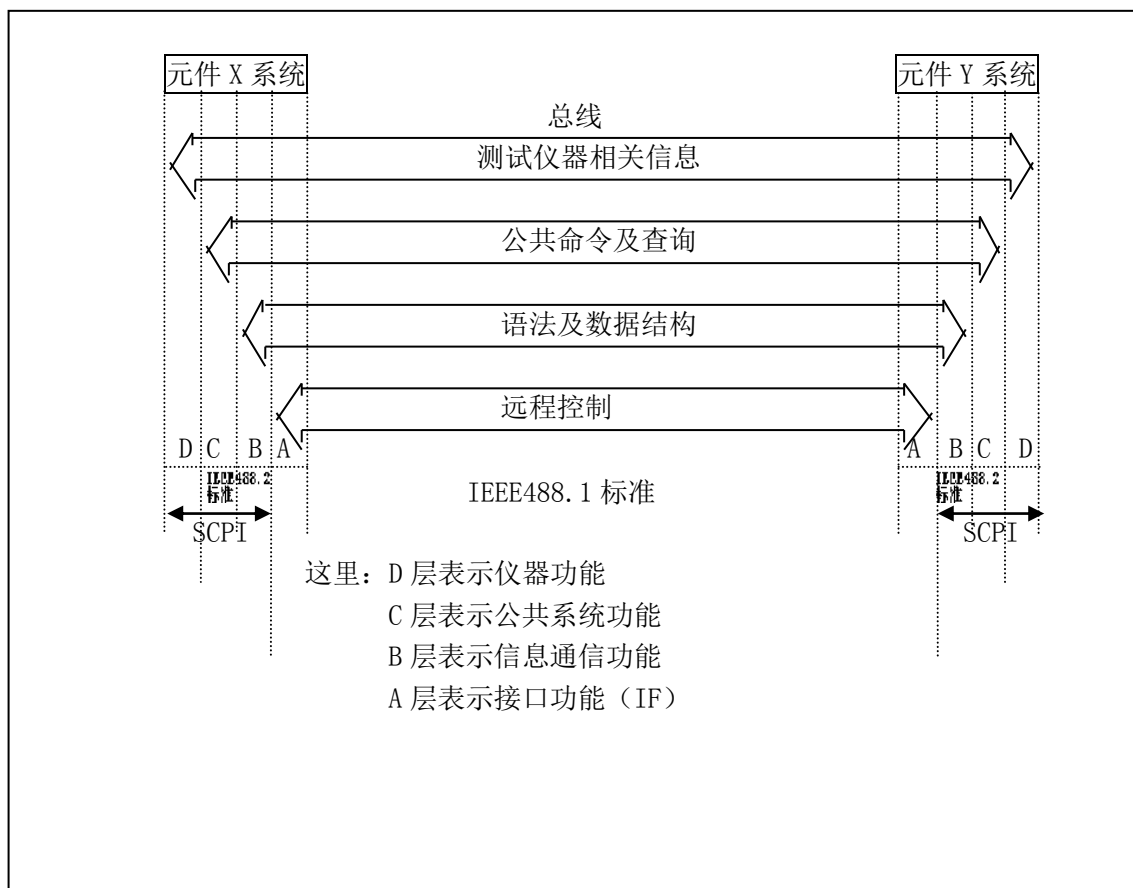 元件 X 系统
元件 Y 系统
总线
测试仪器相关信息
公共命令及查询
语法及数据结构
远程控制
D C B A
A B C D
IEEE488.2
标准
IEEE488.1 标准
IEEE488.2
标准
SCPI
SCPI
这里：D 层表示仪器功能
C 层表示公共系统功能
B 层表示信息通信功能
A 层表示接口功能（IF）